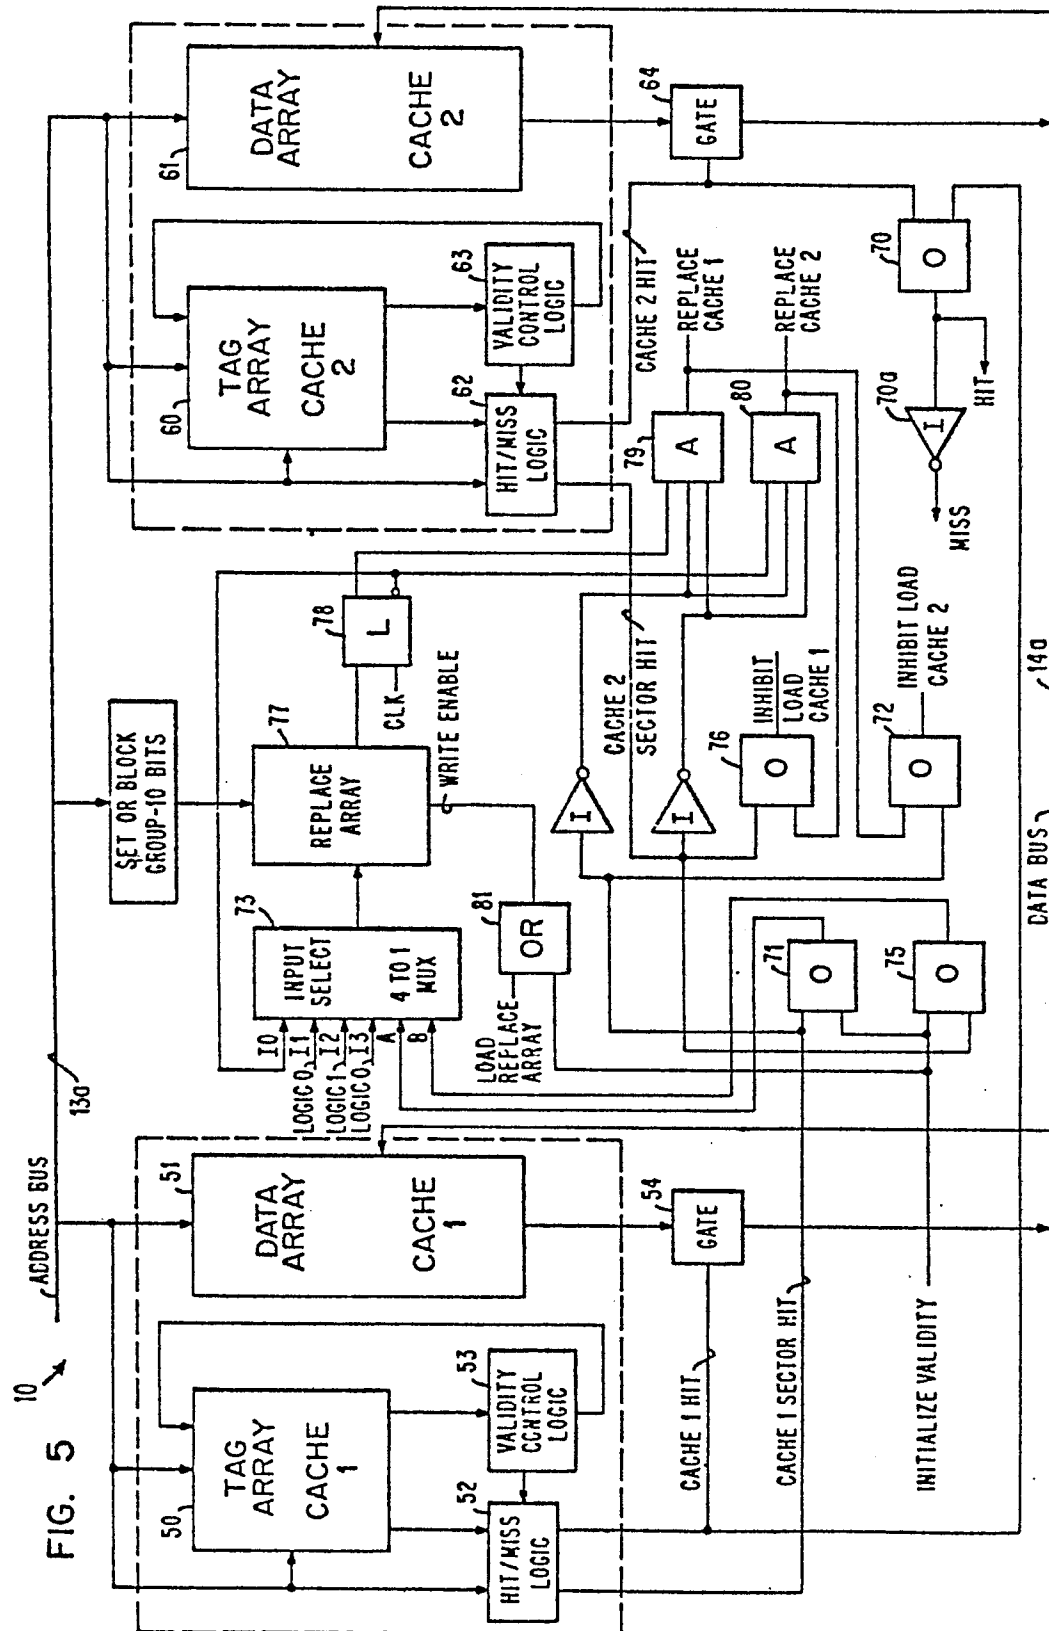 FIG. 5
10
ADDRESS BUS
13a
50
TAG
ARRAY
CACHE
1
51
DATA
ARRAY
CACHE
1
52
HIT/MISS
LOGIC
53
VALIDITY
CONTROL
LOGIC
54
GATE
CACHE 1 HIT
CACHE 1 SECTOR HIT
INITIALIZE VALIDITY
SET OR BLOCK
GROUP-10 BITS
73
INPUT
SELECT
4 TO 1
MUX
I0
LOGIC 0
I1
LOGIC 1
I2
LOGIC 0
I3
A
B
77
REPLACE
ARRAY
WRITE ENABLE
78
L
CLK
LOAD
REPLACE
ARRAY
81
OR
71
O
75
O
I
I
CACHE 2
SECTOR HIT
76
O
INHIBIT
LOAD
CACHE 1
72
O
INHIBIT LOAD
CACHE 2
60
TAG
ARRAY
CACHE
2
61
DATA
ARRAY
CACHE
2
62
HIT/MISS
LOGIC
63
VALIDITY
CONTROL
LOGIC
64
GATE
CACHE 2 HIT
79
A
REPLACE
CACHE 1
80
A
REPLACE
CACHE 2
70
O
70a
I
HIT
MISS
DATA BUS
14a